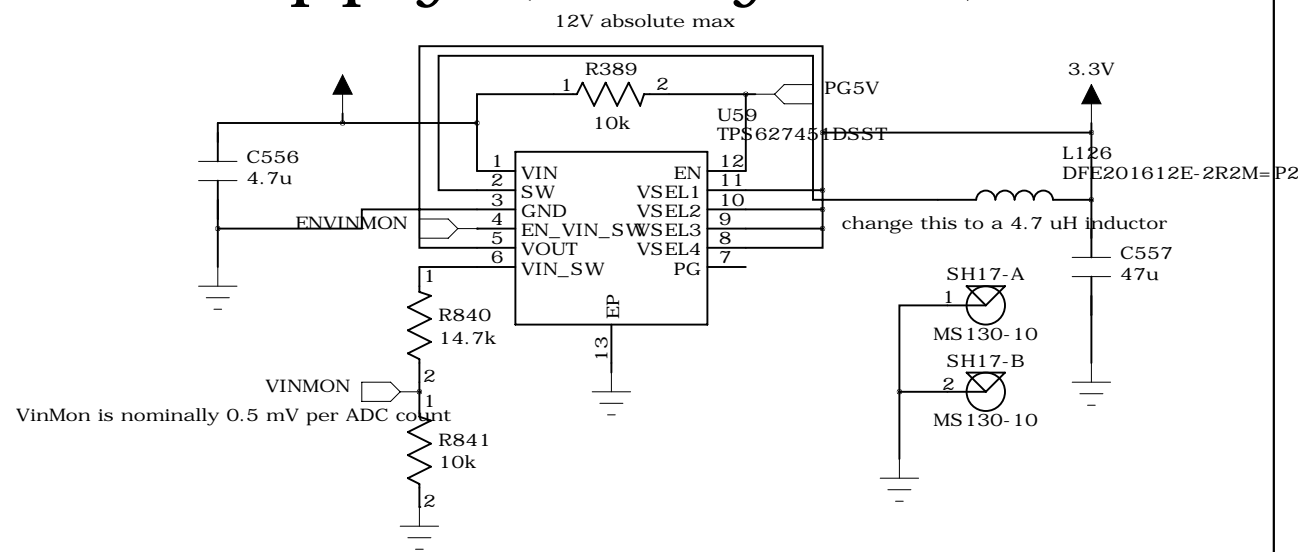 12V absolute max
R389
1
2
10k
PG5V
3.3V
U59
TPS627451DSST
C556
4.7u
L126
DFE201612E-2R2M=P2
1
VIN
EN
12
2
SW
VSEL1
11
3
GND
VSEL2
10
ENVINMON
4
EN_VIN_SW
VSEL3
9
change this to a 4.7 uH inductor
5
VOUT
VSEL4
8
6
VIN_SW
PG
7
C557
47u
EP
13
1
R840
14.7k
2
SH17-A
1
MS130-10
SH17-B
2
MS130-10
VINMON
VinMon is nominally 0.5 mV per ADC count
1
R841
10k
2